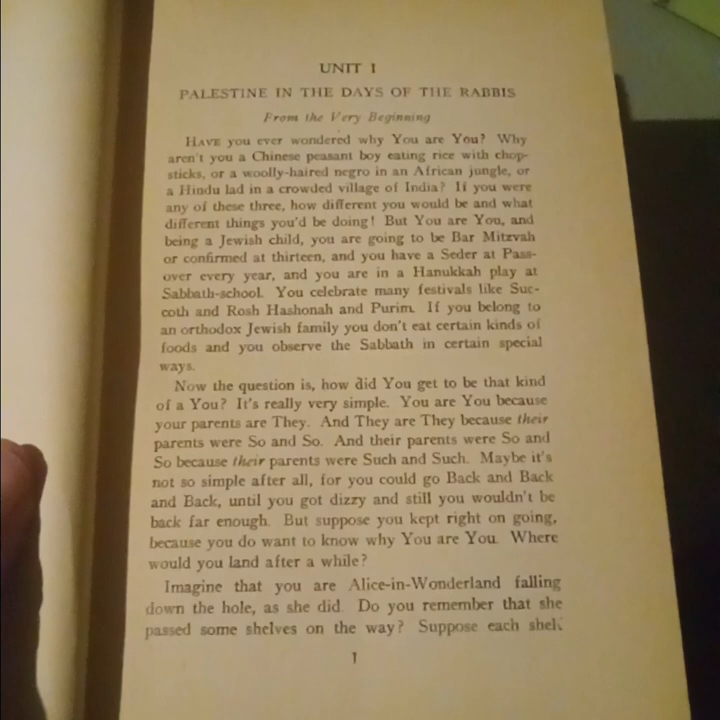 UNIT 1
PALESTINE IN THE DAYS OF THE RABBIS
From the Very Beginning
HAVE you ever wondered why You are You? Why
aren't you a Chinese peasant boy eating rice with chop-
sticks, or a woolly-haired negro in an African jungle, or
a Hindu lad in a crowded village of India? If you were
any of these three, how different you would be and what
different things you'd be doing! But You are You, and
being a Jewish child, you are going to be Bar Mitzvah
or confirmed at thirteen, and you have a Seder at Pass-
over every year, and you are in a Hanukkah play at
Sabbath-school. You celebrate many festivals like Suc-
coth and Rosh Hashonah and Purim. If you belong to
an orthodox Jewish family you don't eat certain kinds of
foods and you observe the Sabbath in certain special
ways.
Now the question is, how did You get to be that kind
of a You? It's really very simple. You are You because
your parents are They. And They are They because their
parents were So and So. And their parents were So and
So because their parents were Such and Such. Maybe it's
not so simple after all, for you could go Back and Back
and Back, until you got dizzy and still you wouldn't be
back far enough. But suppose you kept right on going,
because you do want to know why You are You. Where
would you land after a while?
Imagine that you are Alice-in-Wonderland falling
down the hole, as she did. Do you remember that she
passed some shelves on the way? Suppose each shelf
1